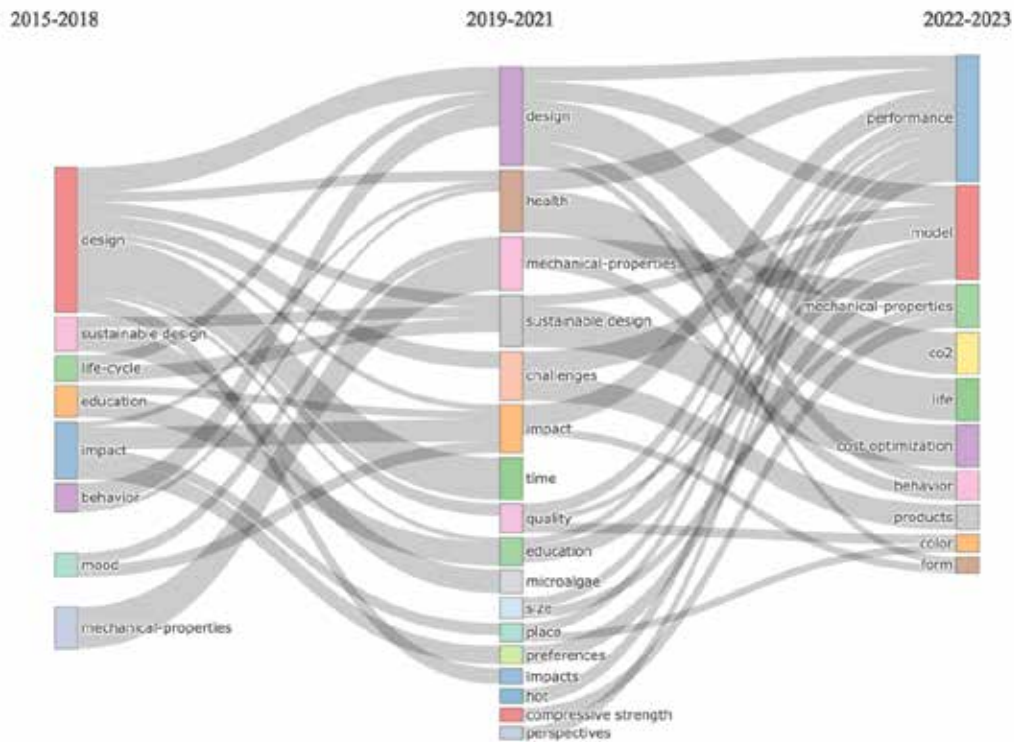 2015-2018
2019-2021
2022-2023
design
sustainable design
life-cycle
education
impact
behavior
mood
mechanical-properties
design
health
mechanical-properties
sustainable design
challenges
impact
time
quality
education
microalgae
size
place
preferences
impacts
hot
compressive strength
perspectives
performance
model
mechanical-properties
co2
life
cost optimization
behavior
products
color
form